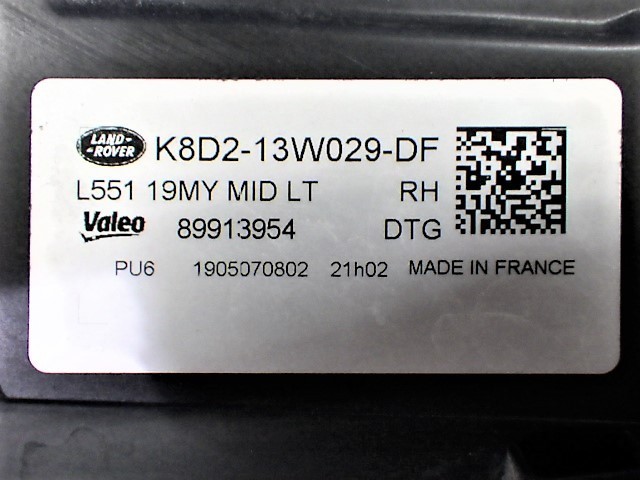 LAND-
-ROVER K8D2-13W029-DF
L551 19MY MID LT RH
Valeo 89913954 DTG
PU6 1905070802 21h02 MADE IN FRANCE